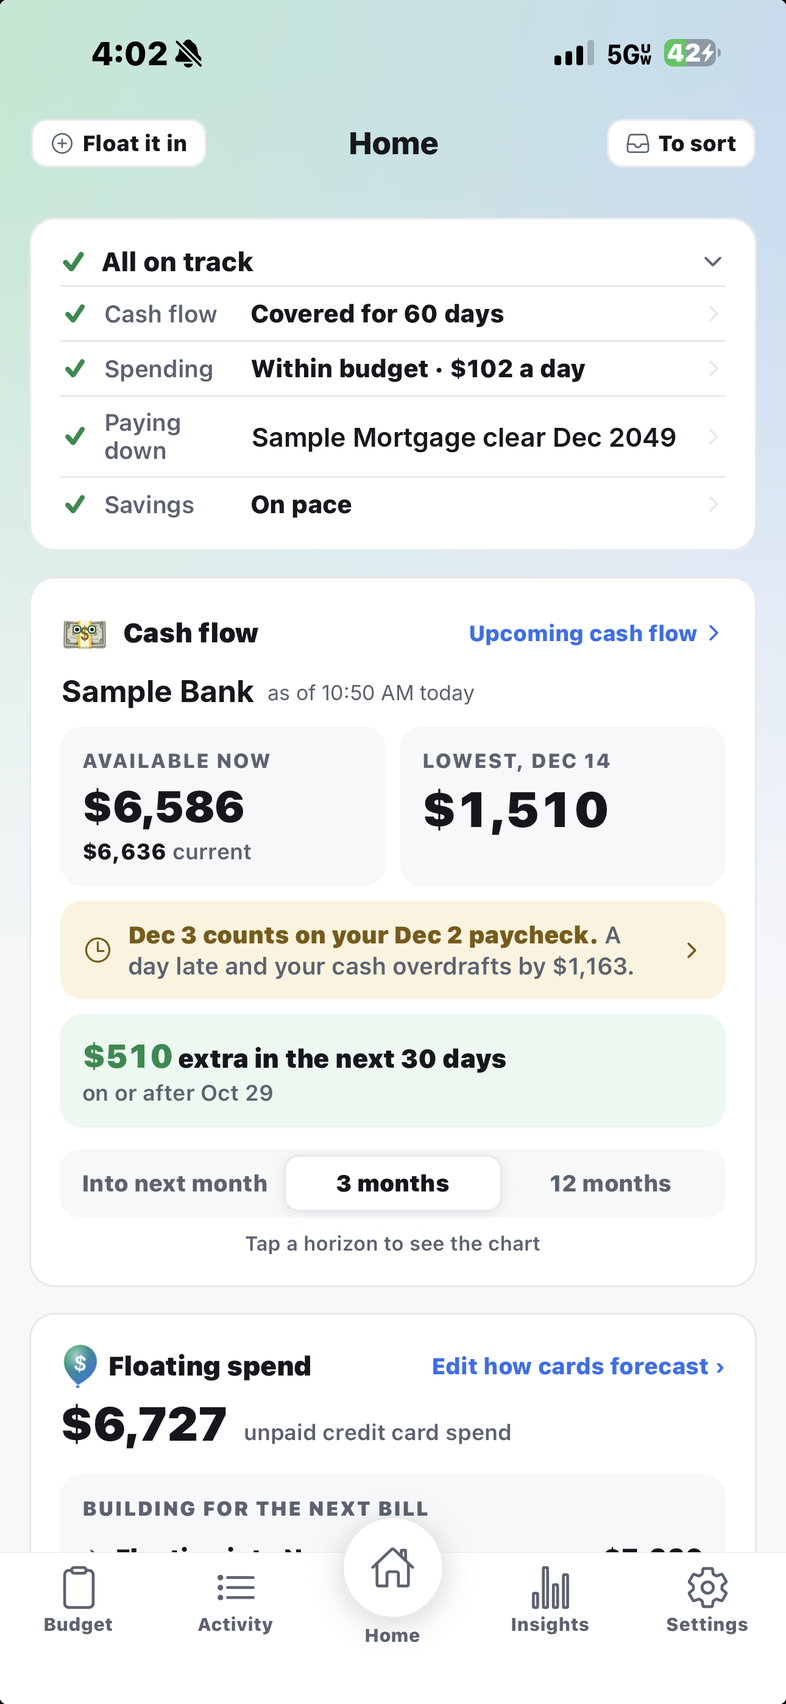 4:02
5G UW
42
Float it in
Home
To sort
All on track
Cash flow
Covered for 60 days
Spending
Within budget · $102 a day
Paying
down
Sample Mortgage clear Dec 2049
Savings
On pace
Cash flow
Upcoming cash flow
Sample Bank as of 10:50 AM today
AVAILABLE NOW
$6,586
$6,636 current
LOWEST, DEC 14
$1,510
Dec 3 counts on your Dec 2 paycheck. A
day late and your cash overdrafts by $1,163.
$510 extra in the next 30 days
on or after Oct 29
Into next month
3 months
12 months
Tap a horizon to see the chart
$
Floating spend
Edit how cards forecast ›
$6,727 unpaid credit card spend
BUILDING FOR THE NEXT BILL
Budget
Activity
Home
Insights
Settings